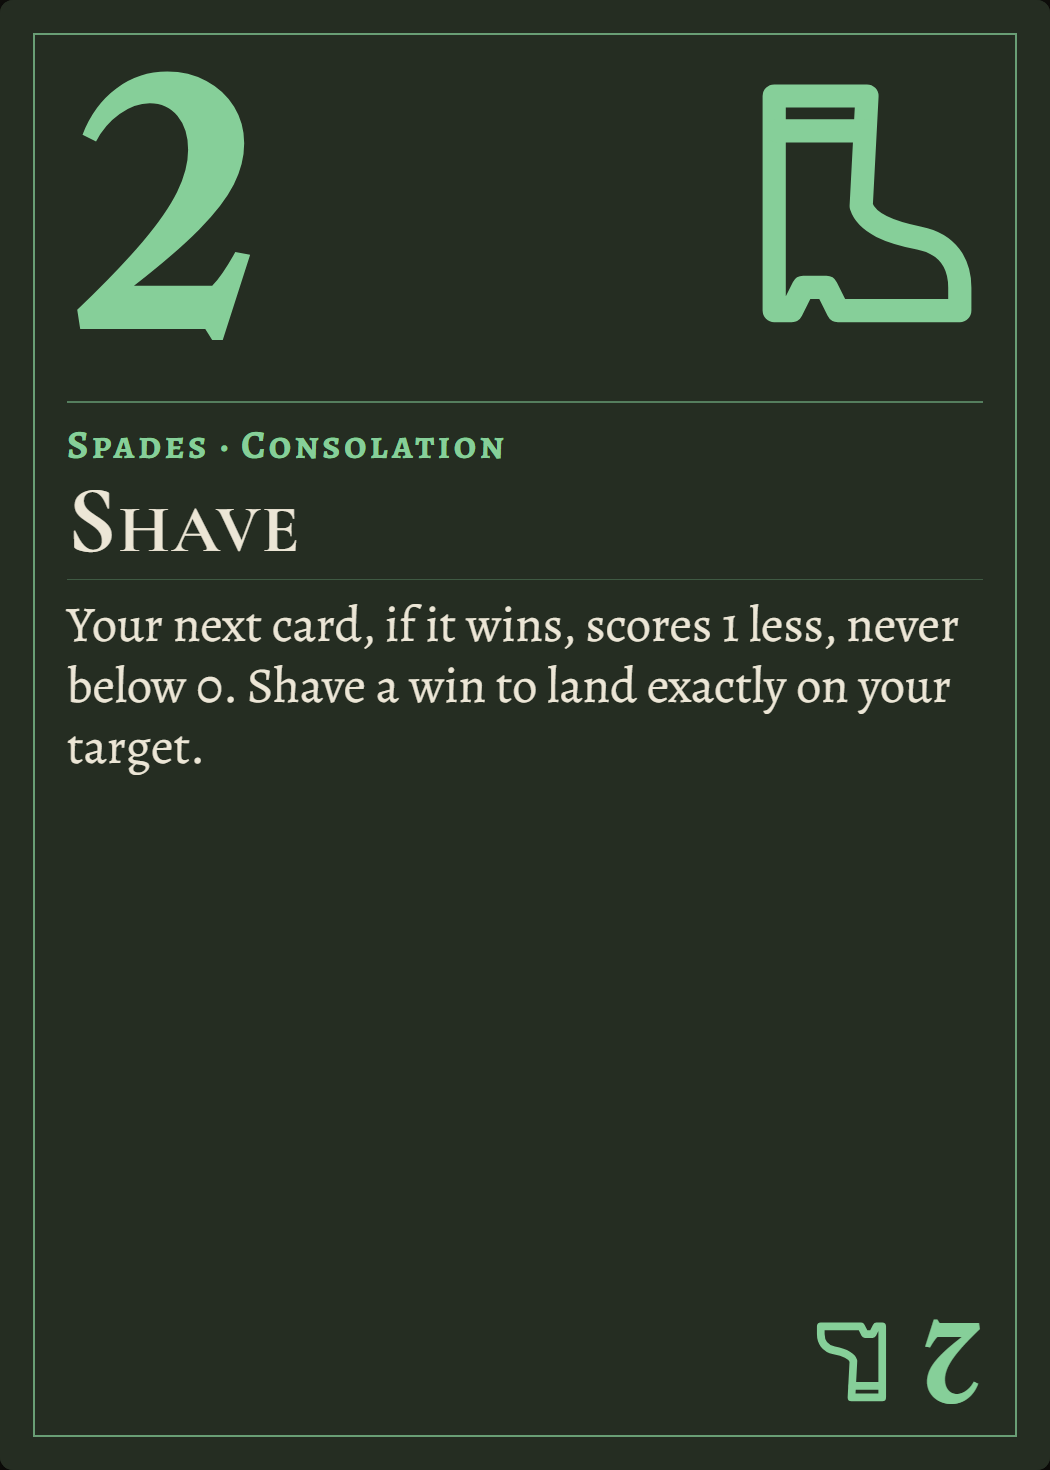 2
Spades · Consolation
Shave
Your next card, if it wins, scores 1 less, never
below 0. Shave a win to land exactly on your
target.
2